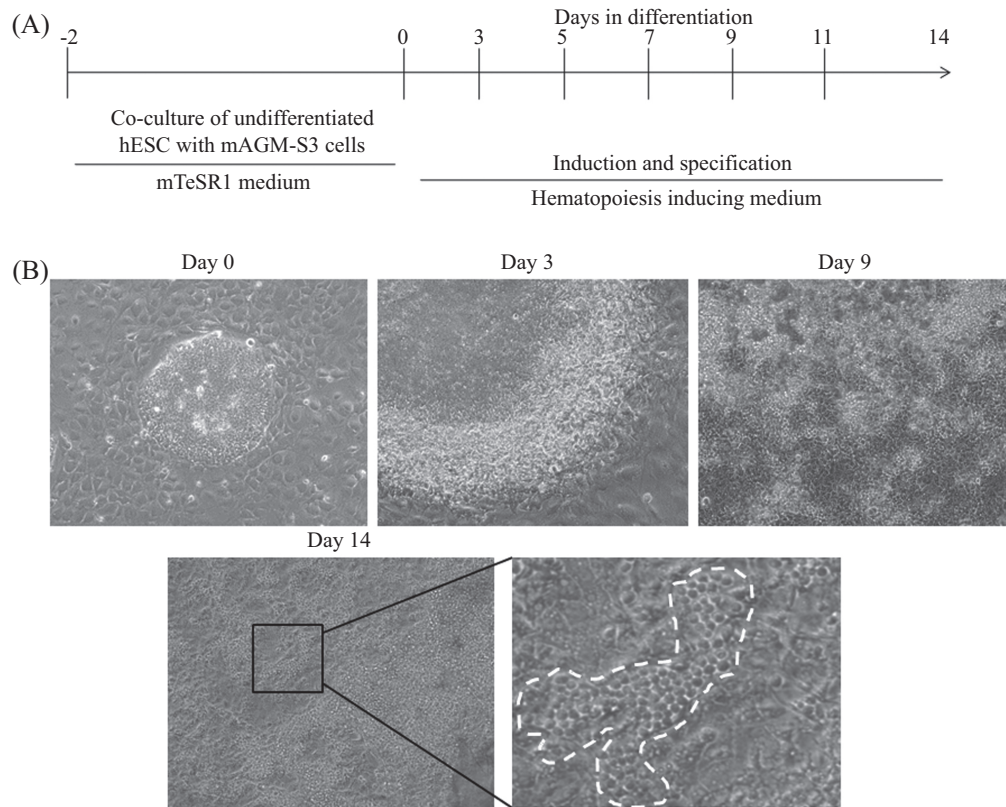 (A)
Days in differentiation
-2 0 3 5 7 9 11 14
Co-culture of undifferentiated
hESC with mAGM-S3 cells
mTeSR1 medium
Induction and specification
Hematopoiesis inducing medium
(B)
Day 0
Day 3
Day 9
Day 14